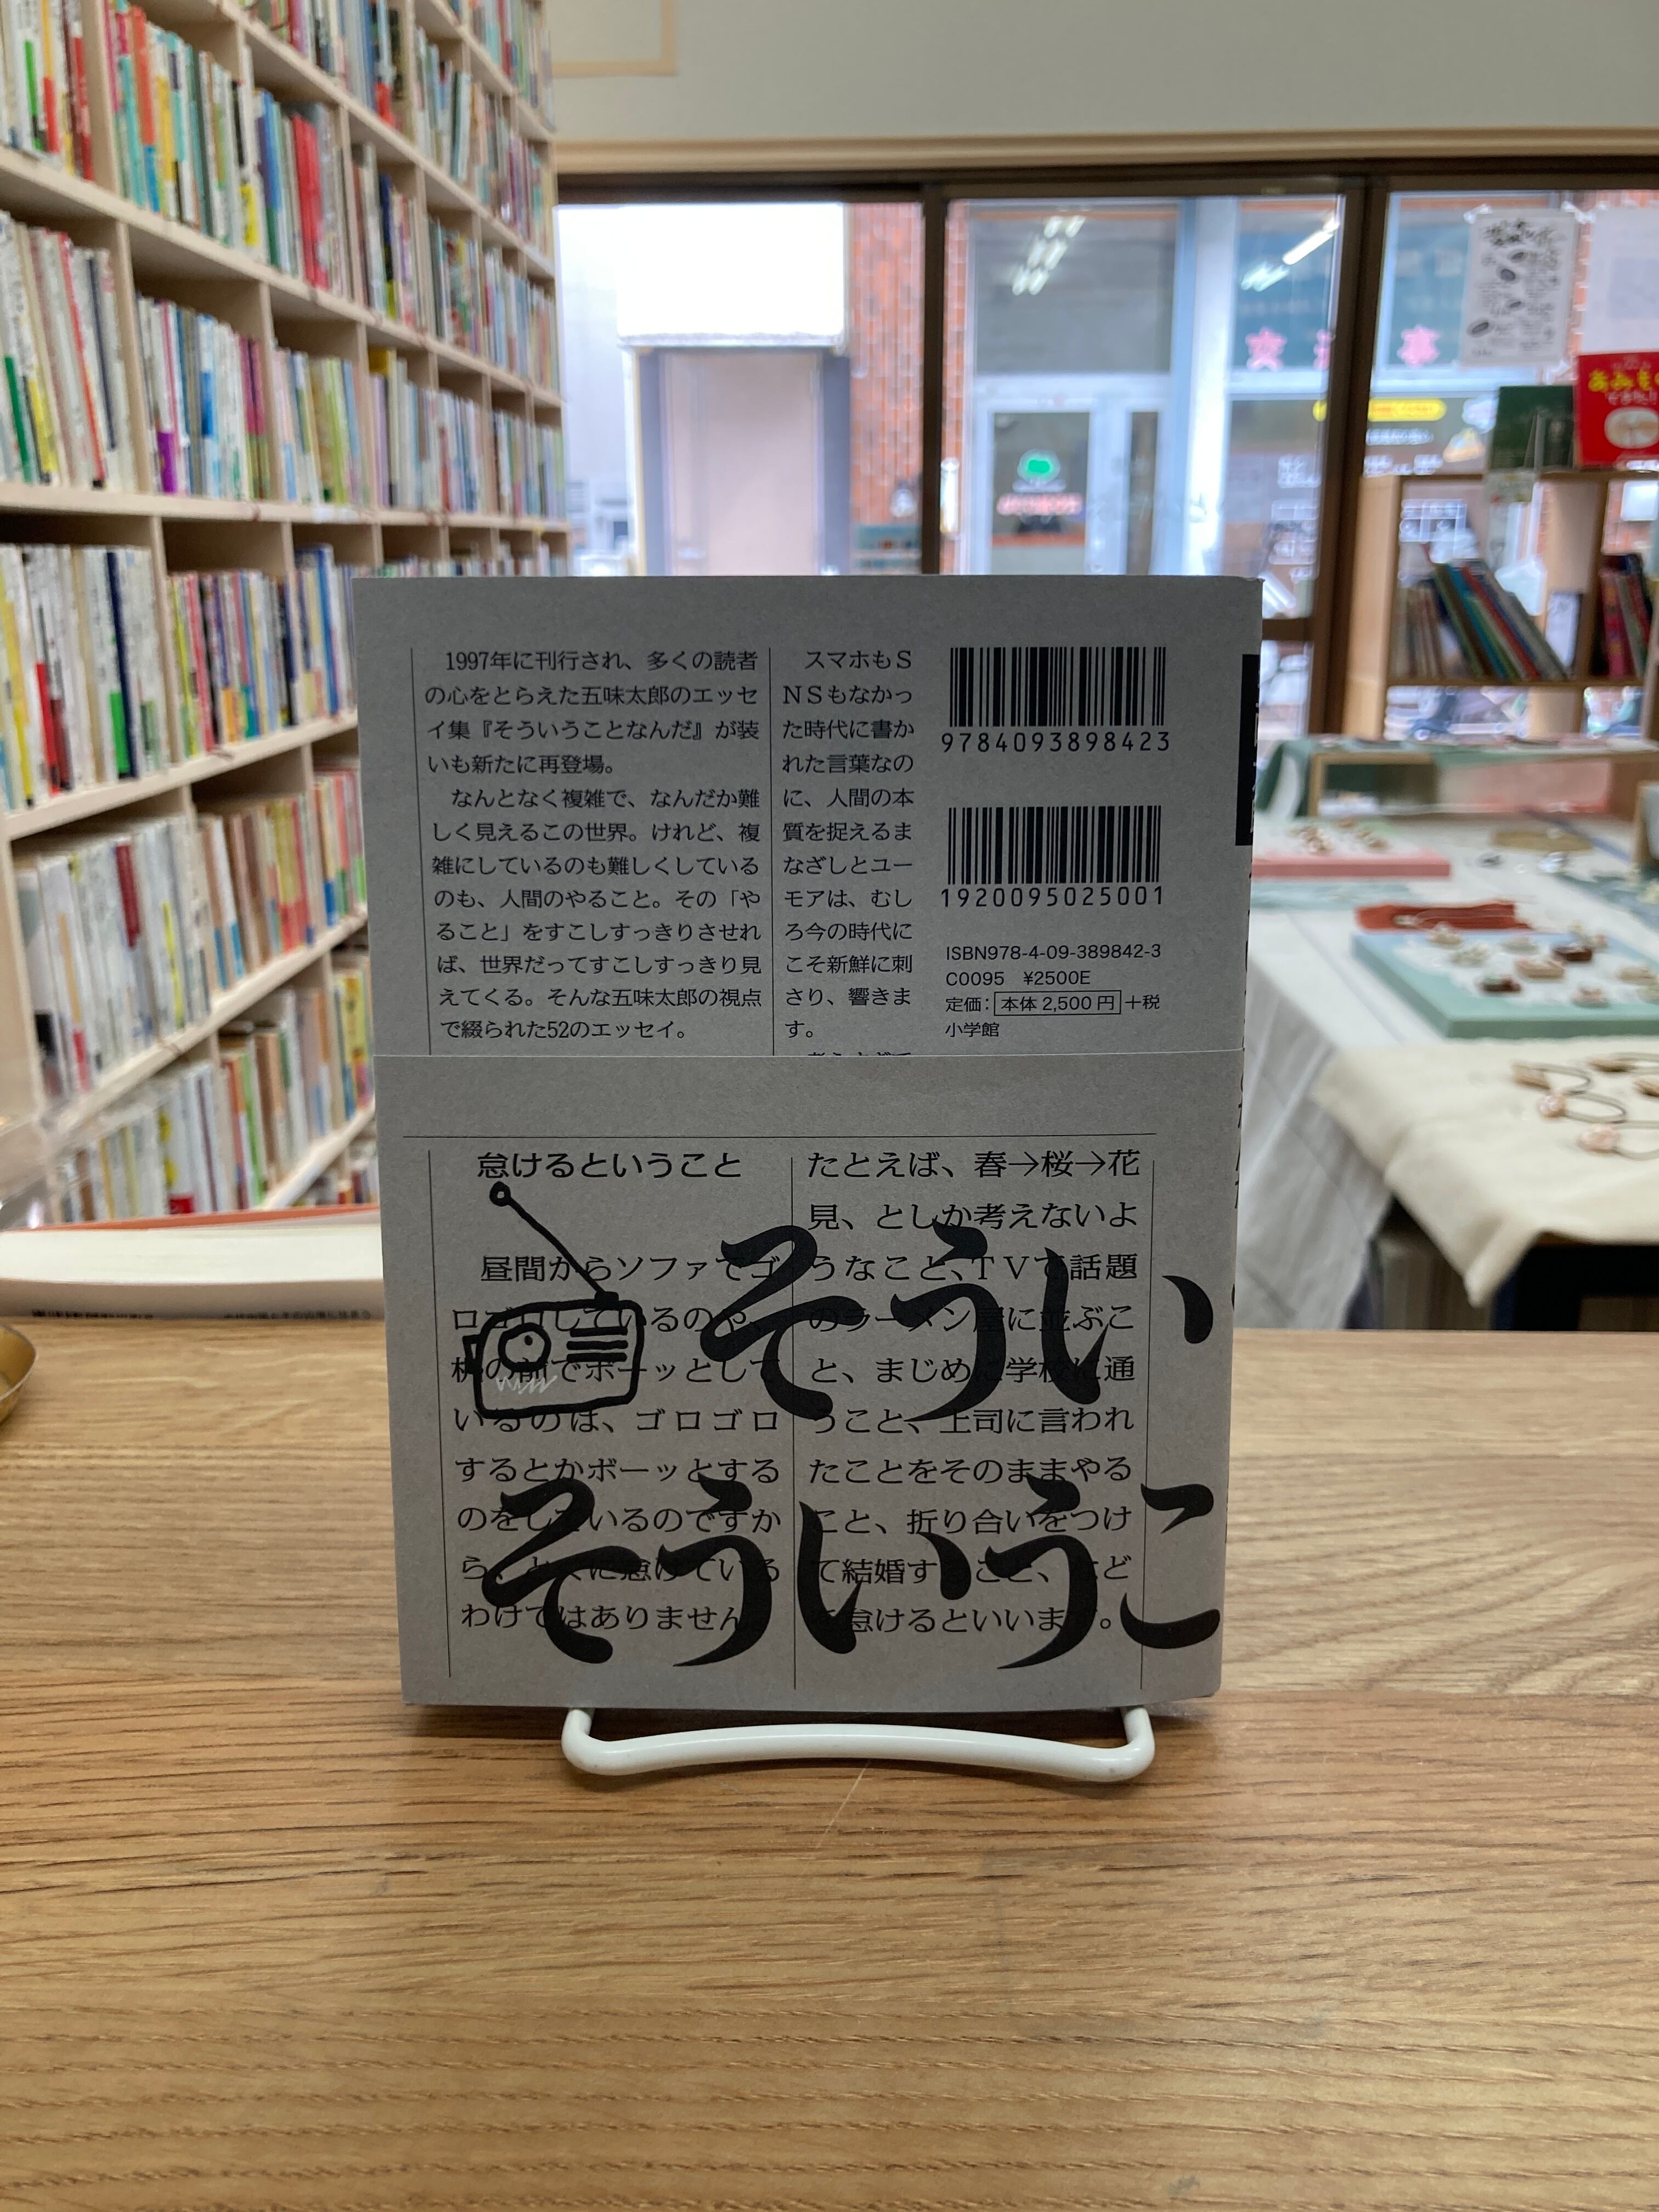 1997年に刊行され、多くの読者
の心をとらえた五味太郎のエッセ
イ集『そういうことなんだ』が装
いも新たに再登場。
なんとなく複雑で、なんだか難
しく見えるこの世界。けれど、複
雑にしているのも難しくしている
のも、人間のやること。その「や
ること」をすこしすっきりさせれ
ば、世界だってすこしすっきり見
えてくる。そんな五味太郎の視点
で綴られた52のエッセイ。
スマホもS
NSもなかっ
た時代に書か
れた言葉なの
に、人間の本
質を捉えるま
なざしとユー
モアは、むし
ろ今の時代に
こそ新鮮に刺
さり、響きま
す。
9784093898423
1920095025001
ISBN978-4-09-389842-3
C0095 ¥2500E
定価：本体2,500円＋税
小学館
怠けるということ
昼間からソファでゴ
ロゴロしているのや、
机の前でボーッとして
いるのは、ゴロゴロ
するとかボーッとする
のをしているのですか
ら、とくに怠けている
わけではありません
たとえば、春→桜→花
見、としか考えないよ
うなこと、TVで話題
のラーメン屋に並ぶこ
と、まじめに学校に通
うこと、上司に言われ
たことをそのままやる
こと、折り合いをつけ
て結婚すこと、ど
怠けるといいま。
そうい
そういうこ